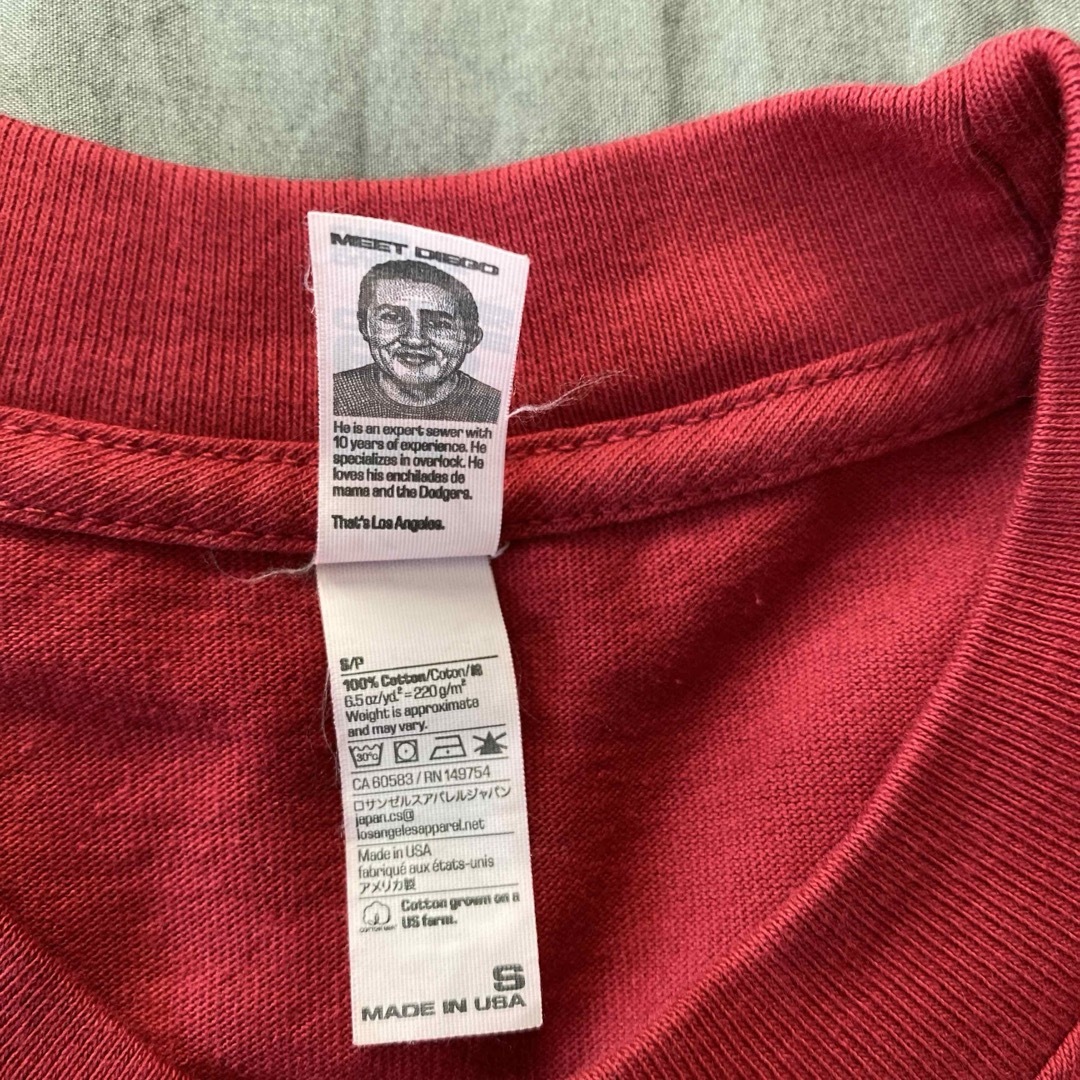 MEET DIEGO
He is an expert sewer with
10 years of experience. He
specializes in overlock. He
loves his enchiladas de
mama and the Dodgers.
That's Los Angeles.
S/P
100% Cotton/Coton/綿
6.5 oz/yd.² = 220 g/m²
Weight is approximate
and may vary.
30°C
CA 60583 / RN 149754
ロサンゼルスアパレルジャパン
japan.cs@
losangelesapparel.net
Made in USA
fabriqué aux états-unis
アメリカ製
Cotton grown on a
US farm.
COTTON USA
S
MADE IN USA